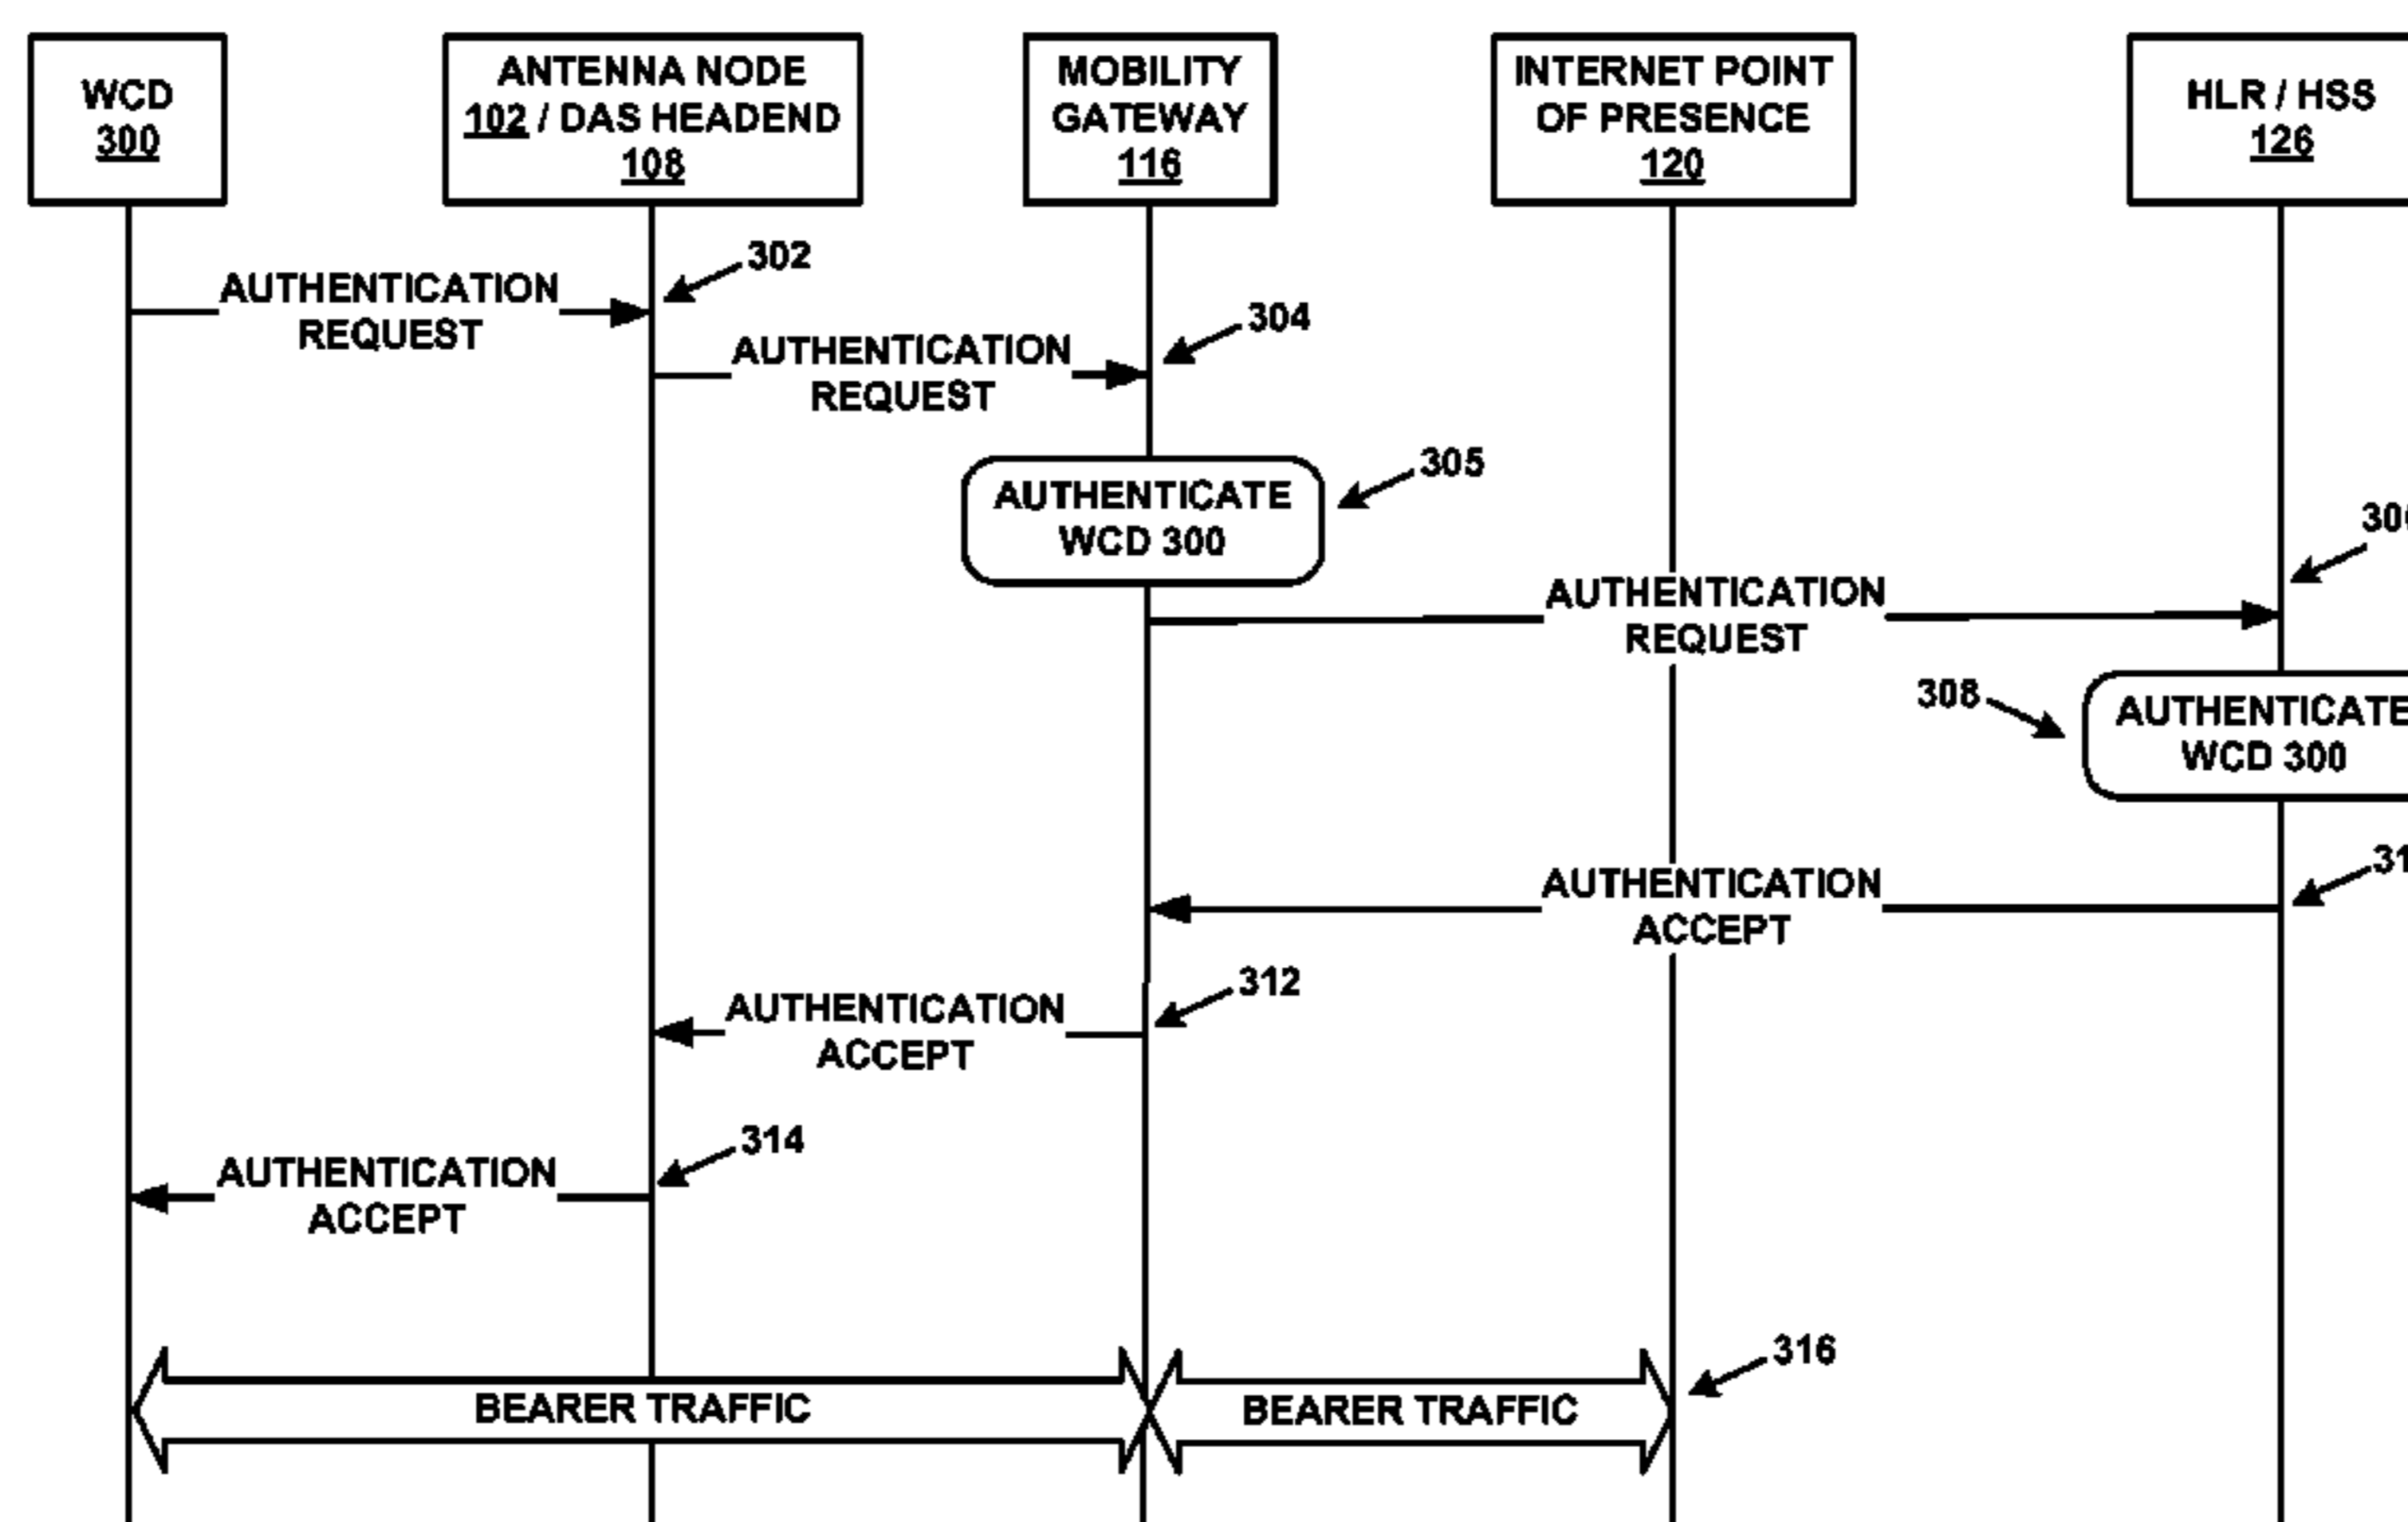 WCD
300
ANTENNA NODE
102 / DAS HEADEND
108
MOBILITY
GATEWAY
116
INTERNET POINT
OF PRESENCE
120
HLR / HSS
126
302
AUTHENTICATION
REQUEST
304
AUTHENTICATION
REQUEST
305
AUTHENTICATE
WCD 300
AUTHENTICATION
REQUEST
308
AUTHENTICATE
WCD 300
AUTHENTICATION
ACCEPT
312
AUTHENTICATION
ACCEPT
314
AUTHENTICATION
ACCEPT
316
BEARER TRAFFIC
BEARER TRAFFIC